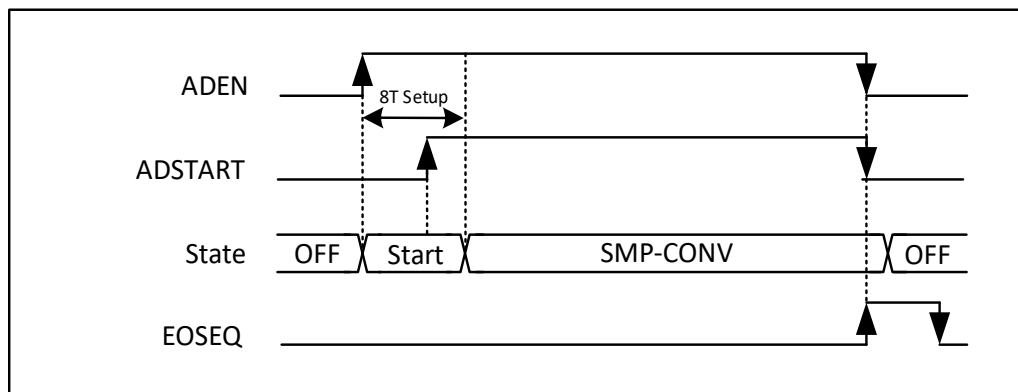 ADEN
8T Setup
ADSTART
State OFF Start SMP-CONV OFF
EOSEQ